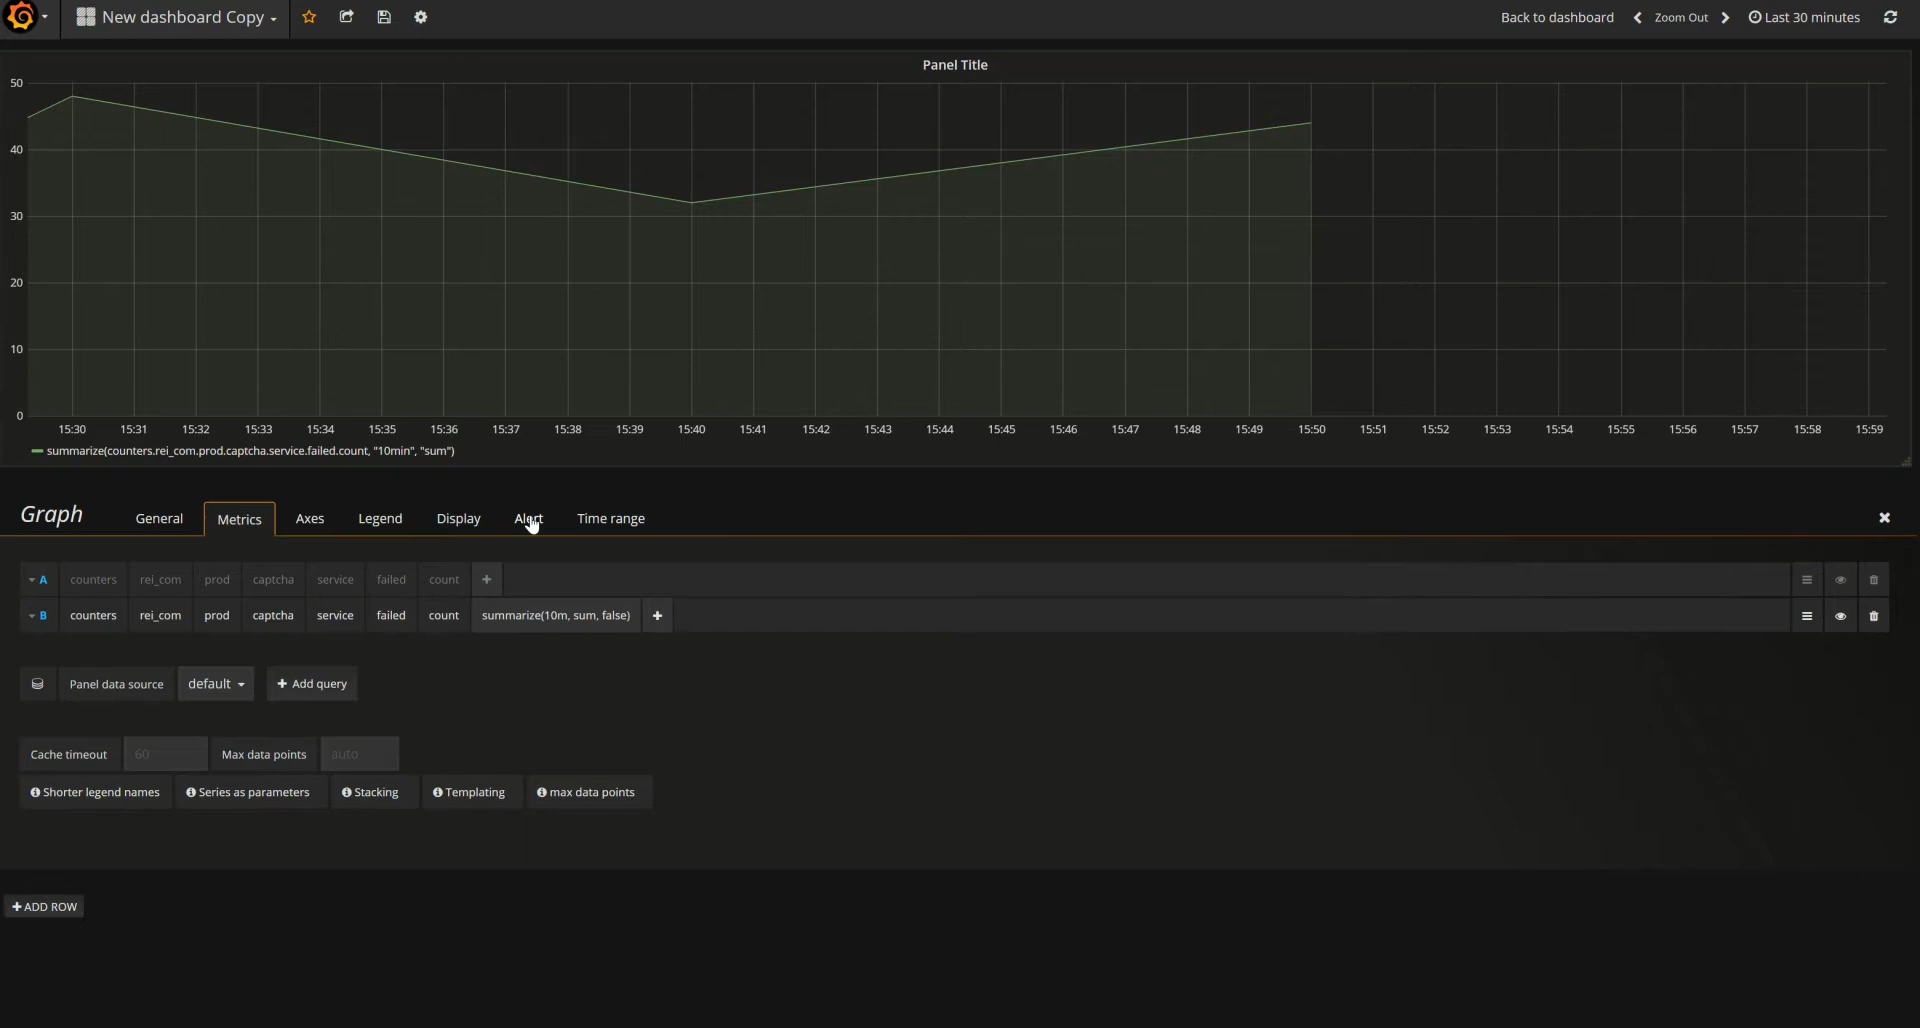 New dashboard Copy
Back to dashboard Zoom Out Last 30 minutes
Panel Title
50
40
30
20
10
0
15:30 15:31 15:32 15:33 15:34 15:35 15:36 15:37 15:38 15:39 15:40 15:41 15:42 15:43 15:44 15:45 15:46 15:47 15:48 15:49 15:50 15:51 15:52 15:53 15:54 15:55 15:56 15:57 15:58 15:59
summarize(counters.rei_com.prod.captcha.service.failed.count, "10min", "sum")
Graph General Metrics Axes Legend Display Alert Time range
A counters rei_com prod captcha service failed count +
B counters rei_com prod captcha service failed count summarize(10m, sum, false) +
Panel data source default + Add query
Cache timeout 60 Max data points auto
Shorter legend names Series as parameters Stacking Templating max data points
+ ADD ROW